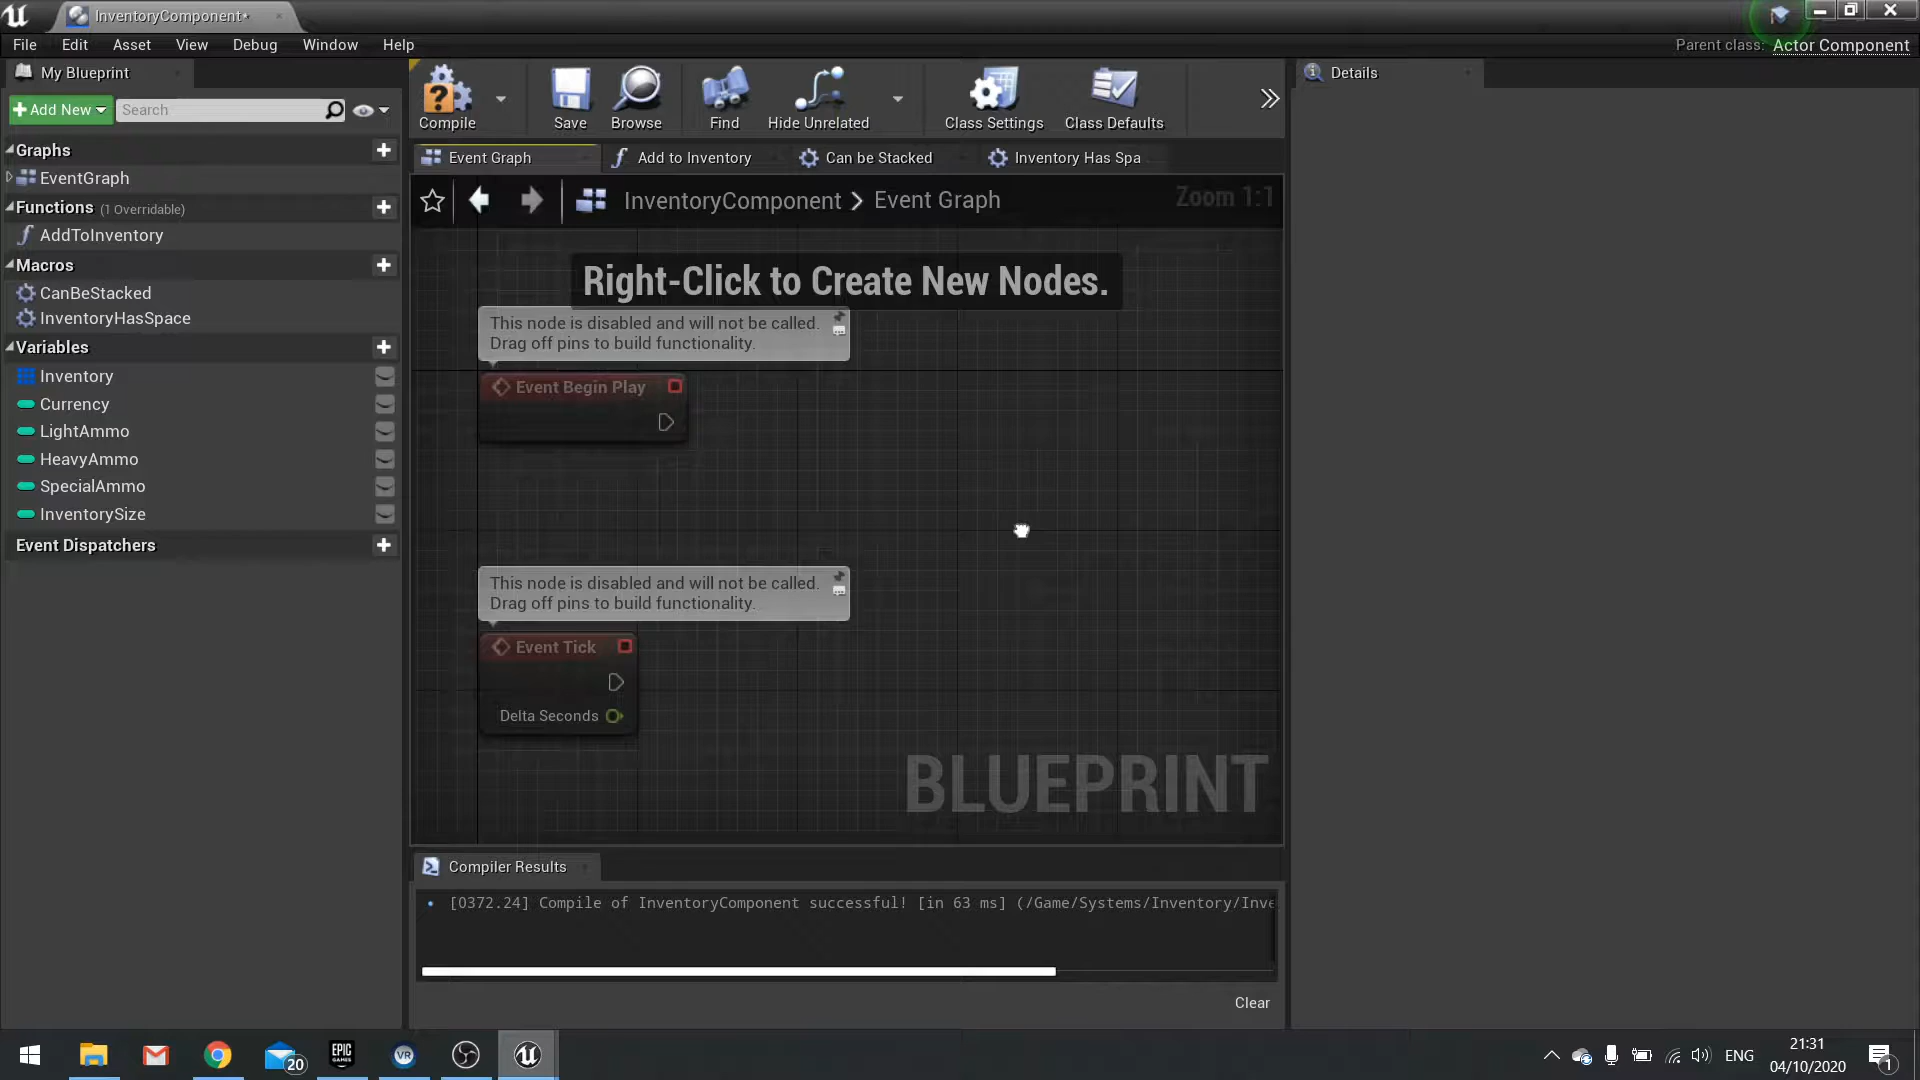 InventoryComponent*
File Edit Asset View Debug Window Help
Parent class: Actor Component
My Blueprint
Add New
Search
Graphs
EventGraph
Functions (1 Overridable)
AddToInventory
Macros
CanBeStacked
InventoryHasSpace
Variables
Inventory
Currency
LightAmmo
HeavyAmmo
SpecialAmmo
InventorySize
Event Dispatchers
Compile Save Browse Find Hide Unrelated Class Settings Class Defaults
Event Graph Add to Inventory Can be Stacked Inventory Has Spa
InventoryComponent > Event Graph
Zoom 1:1
Right-Click to Create New Nodes.
This node is disabled and will not be called.
Drag off pins to build functionality.
Event Begin Play
This node is disabled and will not be called.
Drag off pins to build functionality.
Event Tick
Delta Seconds
BLUEPRINT
Compiler Results
[0372.24] Compile of InventoryComponent successful! [in 63 ms] (/Game/Systems/Inventory/Inve
Clear
Details
20
EPIC
GAMES
VR
ENG
21:31
04/10/2020
1